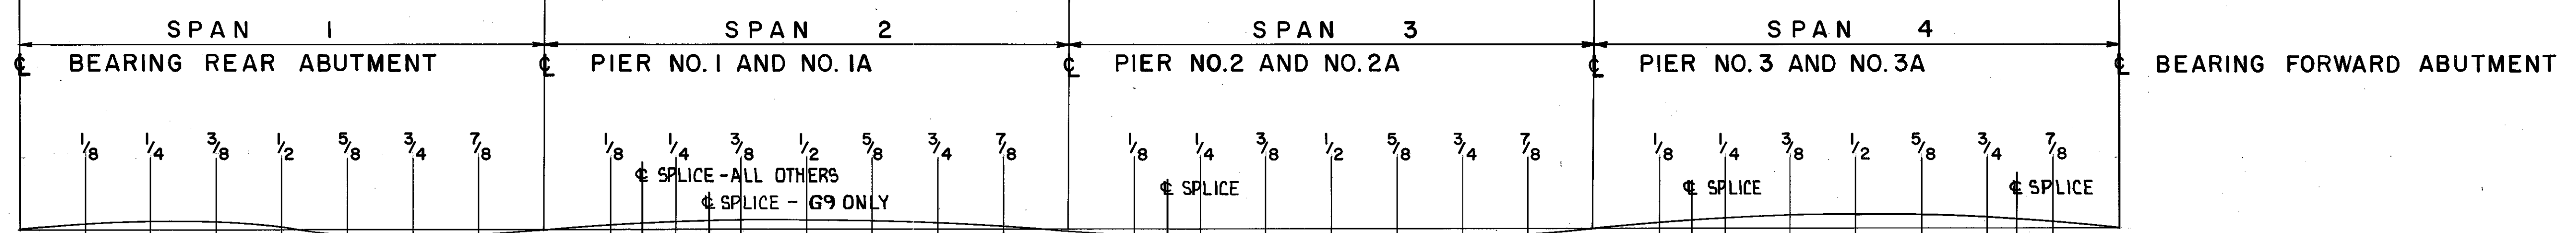 SPAN 1 SPAN 2 SPAN 3 SPAN 4
℄ BEARING REAR ABUTMENT ℄ PIER NO. 1 AND NO. 1A ℄ PIER NO. 2 AND NO. 2A ℄ PIER NO. 3 AND NO. 3A ℄ BEARING FORWARD ABUTMENT
1/8 1/4 3/8 1/2 5/8 3/4 7/8 1/8 1/4 3/8 1/2 5/8 3/4 7/8 1/8 1/4 3/8 1/2 5/8 3/4 7/8 1/8 1/4 3/8 1/2 5/8 3/4 7/8
℄ SPLICE - ALL OTHERS ℄ SPLICE ℄ SPLICE ℄ SPLICE
℄ SPLICE - G9 ONLY